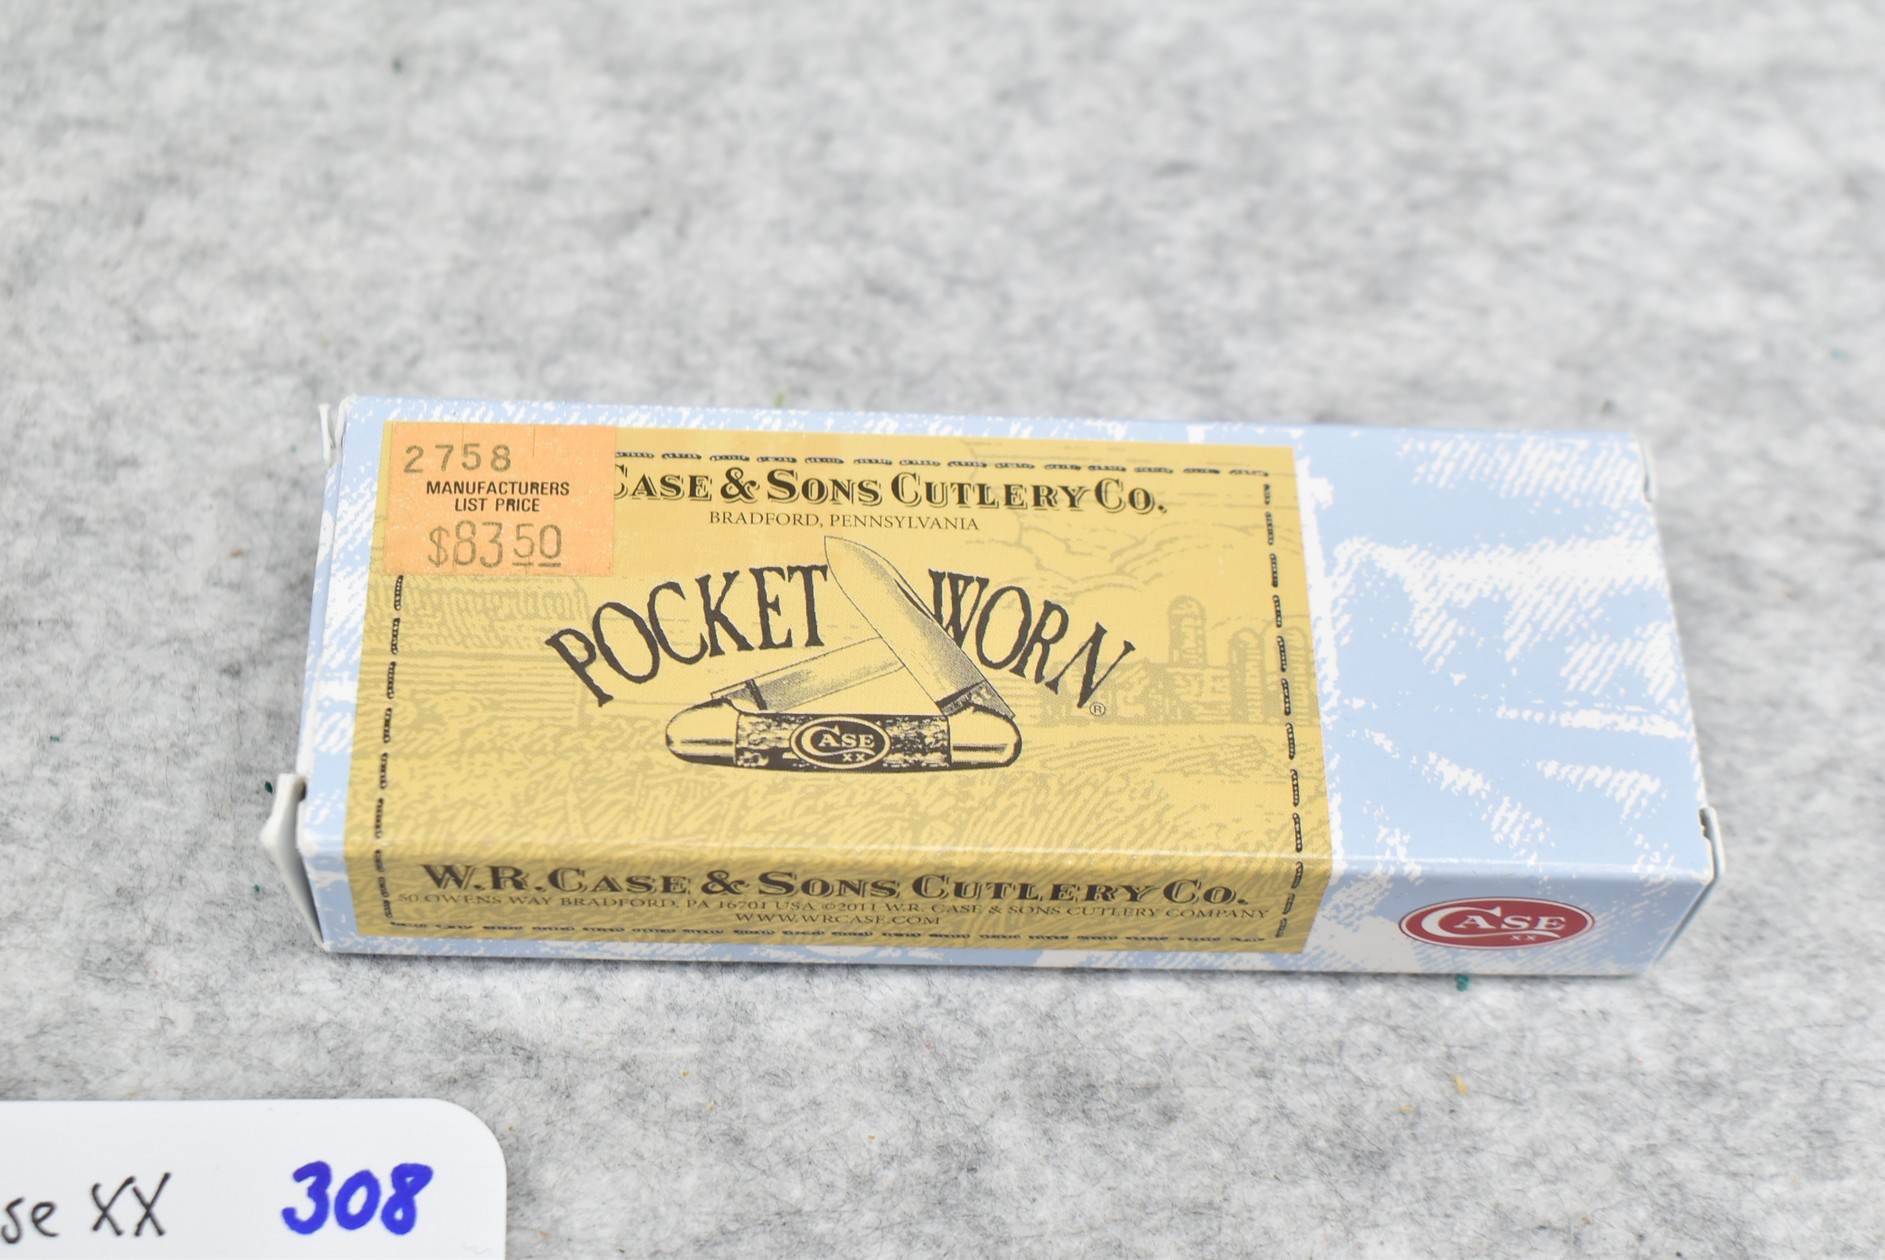 2758
MANUFACTURERS
LIST PRICE
$83.50
CASE & SONS CUTLERY CO.
BRADFORD, PENNSYLVANIA
POCKET WORN®
CASE
XX
W.R. CASE & SONS CUTLERY CO.
50 OWENS WAY BRADFORD, PA 16701 USA ©2011 W.R. CASE & SONS CUTLERY COMPANY
WWW.WRCASE.COM
CASE
XX
se XX 308